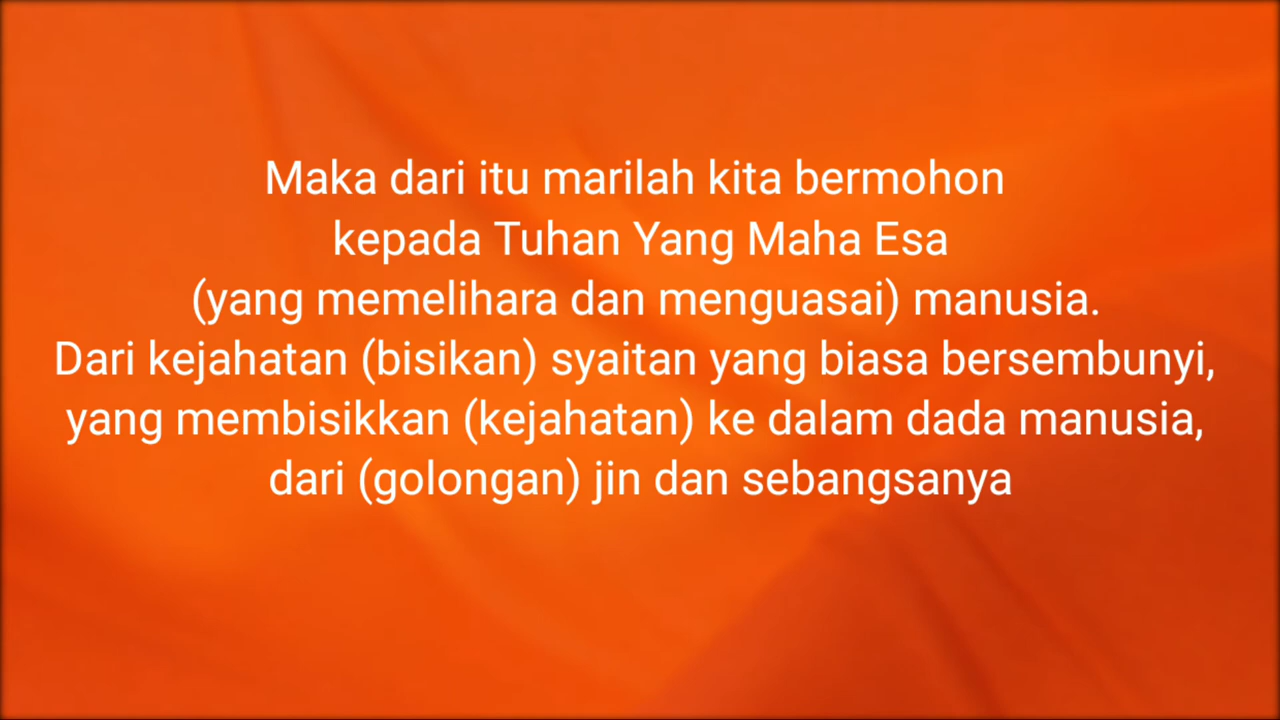 Maka dari itu marilah kita bermohon
kepada Tuhan Yang Maha Esa
(yang memelihara dan menguasai) manusia.
Dari kejahatan (bisikan) syaitan yang biasa bersembunyi,
yang membisikkan (kejahatan) ke dalam dada manusia,
dari (golongan) jin dan sebangsanya